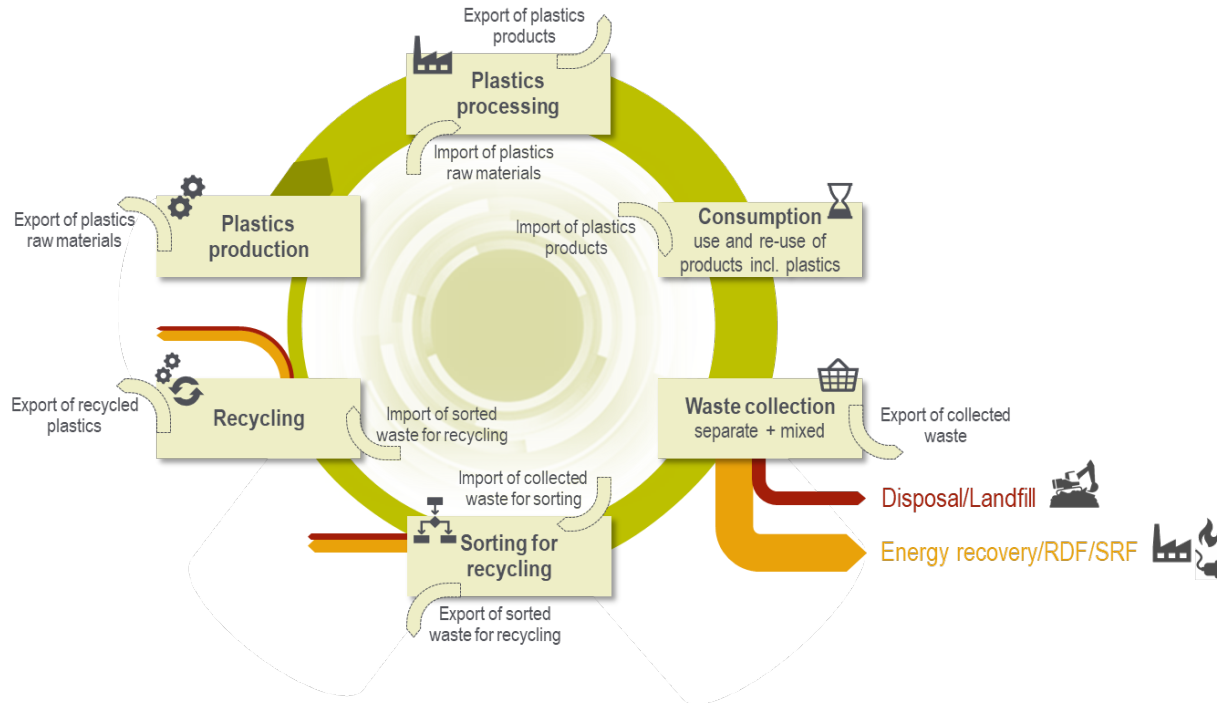 Export of plastics
products
Plastics
processing
Import of plastics
raw materials
Export of plastics
raw materials
Plastics
production
Import of plastics
products
Consumption
use and re-use of
products incl. plastics
Export of recycled
plastics
Recycling
Import of sorted
waste for recycling
Waste collection
separate + mixed
Export of collected
waste
Import of collected
waste for sorting
Disposal/Landfill
Sorting for
recycling
Energy recovery/RDF/SRF
Export of sorted
waste for recycling